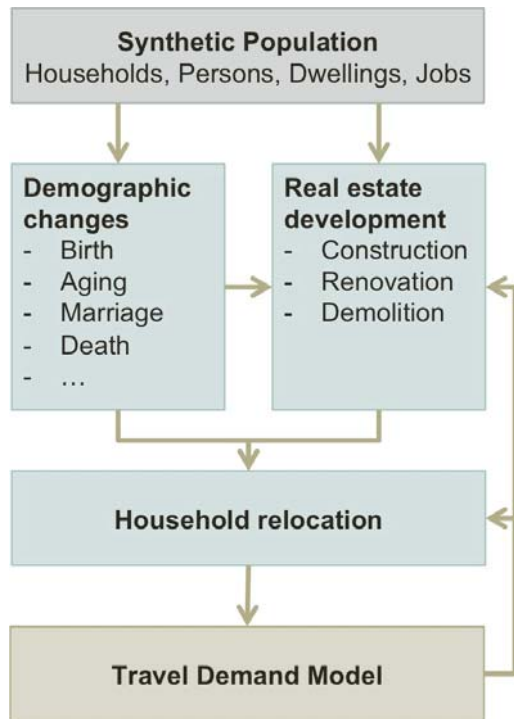 Synthetic Population
Households, Persons, Dwellings, Jobs
Demographic
changes
- Birth
- Aging
- Marriage
- Death
- …
Real estate
development
- Construction
- Renovation
- Demolition
Household relocation
Travel Demand Model